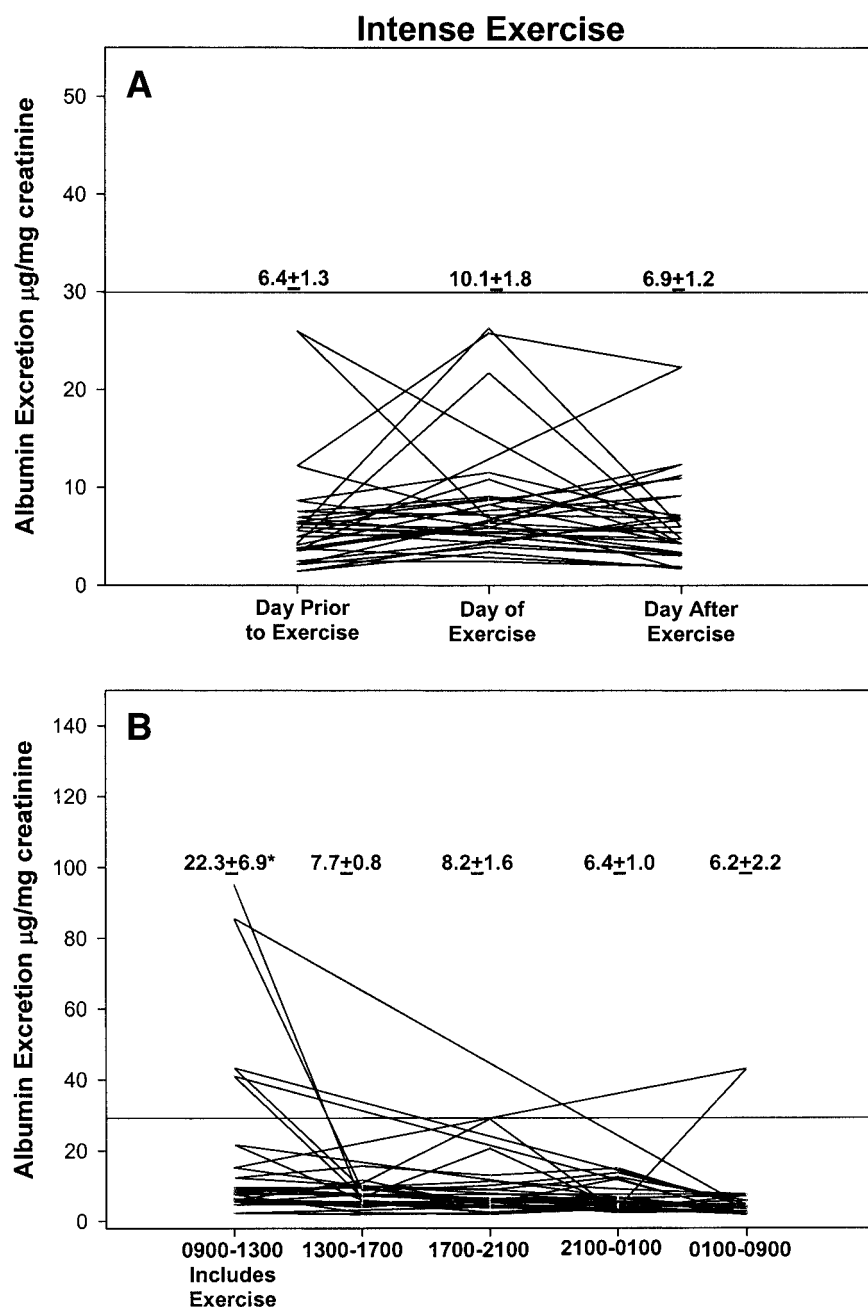 Intense Exercise
A
Albumin Excretion µg/mg creatinine
50
40
30
20
10
0
6.4±1.3
10.1±1.8
6.9±1.2
Day Prior
to Exercise
Day of
Exercise
Day After
Exercise
B
Albumin Excretion µg/mg creatinine
140
120
100
80
60
40
20
0
22.3±6.9*
7.7±0.8
8.2±1.6
6.4±1.0
6.2±2.2
0900-1300
Includes
Exercise
1300-1700
1700-2100
2100-0100
0100-0900